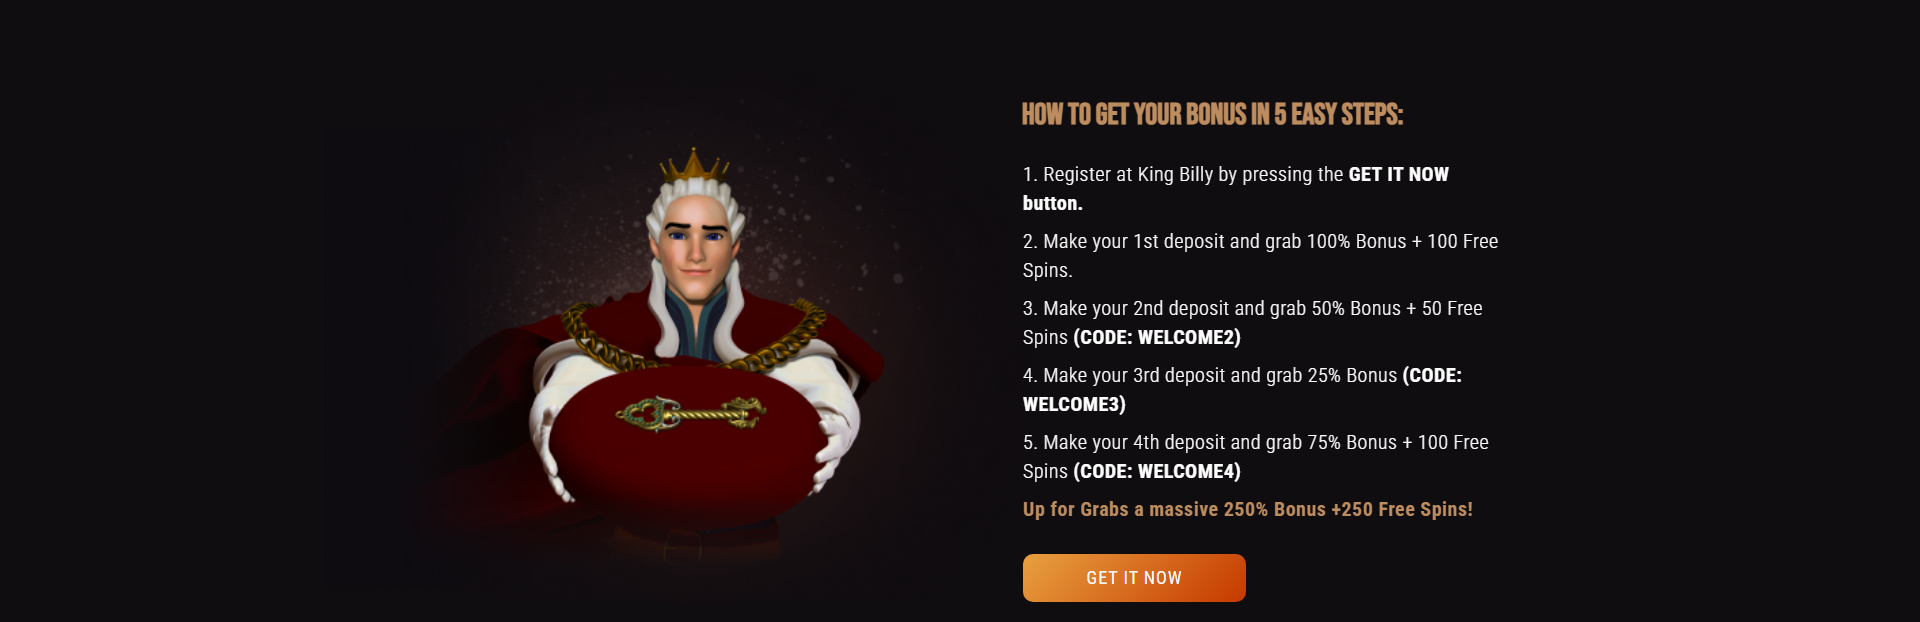 HOW TO GET YOUR BONUS IN 5 EASY STEPS:
1. Register at King Billy by pressing the GET IT NOW
button.
2. Make your 1st deposit and grab 100% Bonus + 100 Free
Spins.
3. Make your 2nd deposit and grab 50% Bonus + 50 Free
Spins (CODE: WELCOME2)
4. Make your 3rd deposit and grab 25% Bonus (CODE:
WELCOME3)
5. Make your 4th deposit and grab 75% Bonus + 100 Free
Spins (CODE: WELCOME4)
Up for Grabs a massive 250% Bonus +250 Free Spins!
GET IT NOW